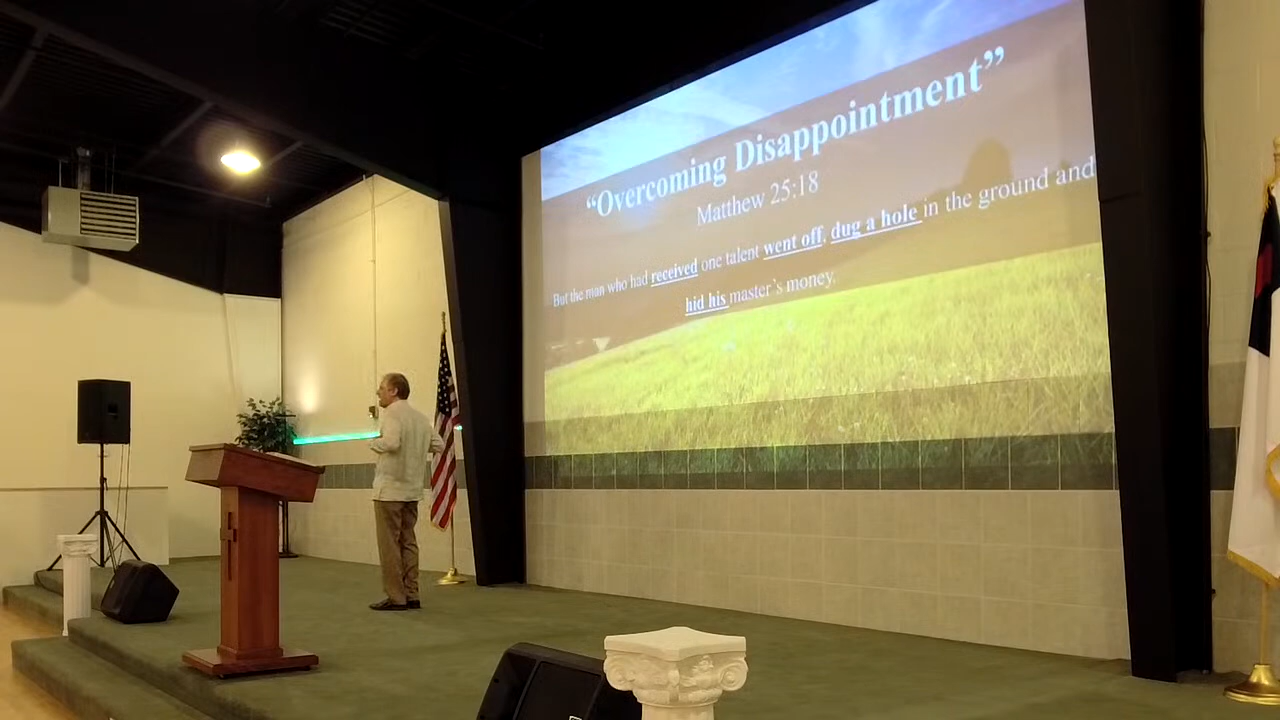 “Overcoming Disappointment”
Matthew 25:18
But the man who had received one talent went off, dug a hole in the ground and
hid his master’s money.